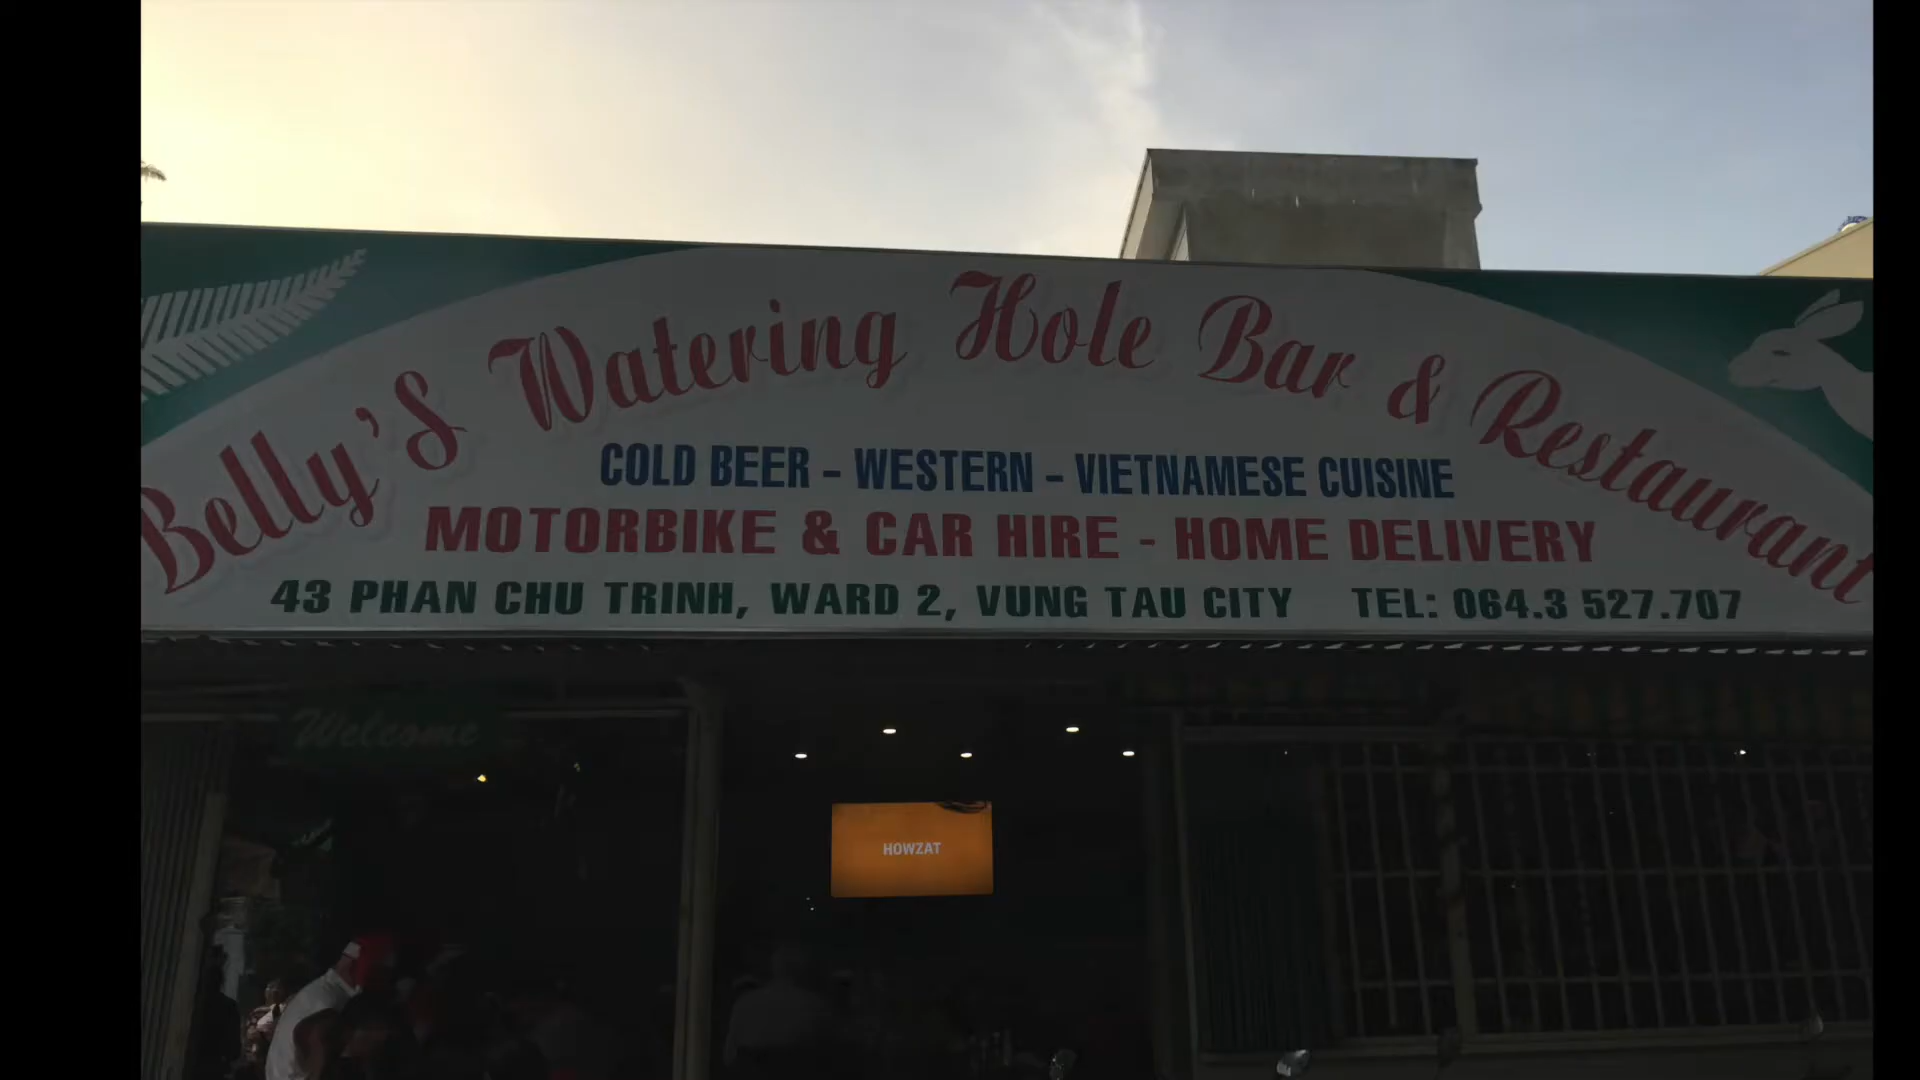 Belly'S Watering Hole Bar & Restaurant
COLD BEER - WESTERN - VIETNAMESE CUISINE
MOTORBIKE & CAR HIRE - HOME DELIVERY
43 PHAN CHU TRINH, WARD 2, VUNG TAU CITY TEL: 064.3 527.707
Welcome
HOWZAT